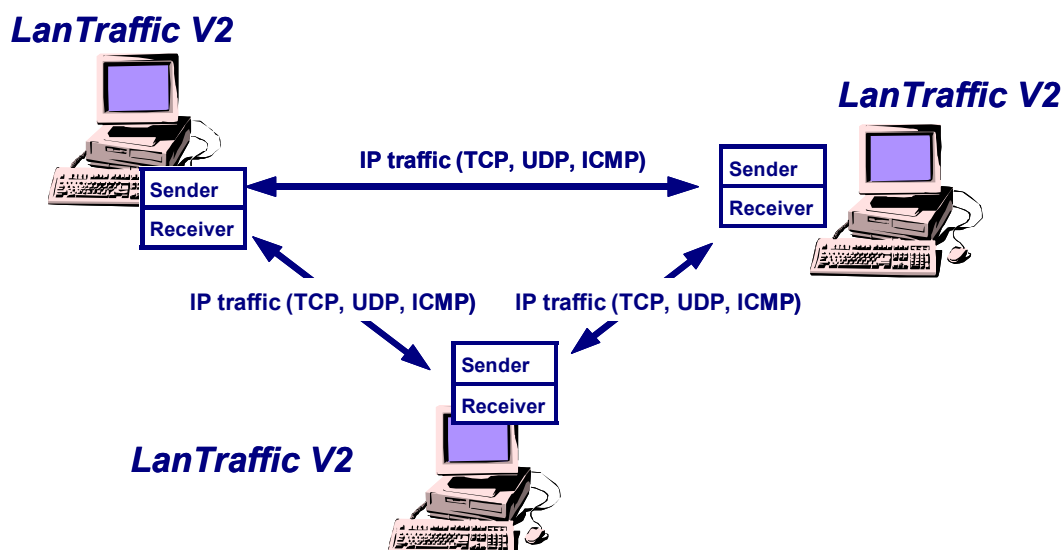 LanTraffic V2
LanTraffic V2
IP traffic (TCP, UDP, ICMP)
Sender
Receiver
Sender
Receiver
IP traffic (TCP, UDP, ICMP)
IP traffic (TCP, UDP, ICMP)
Sender
Receiver
LanTraffic V2